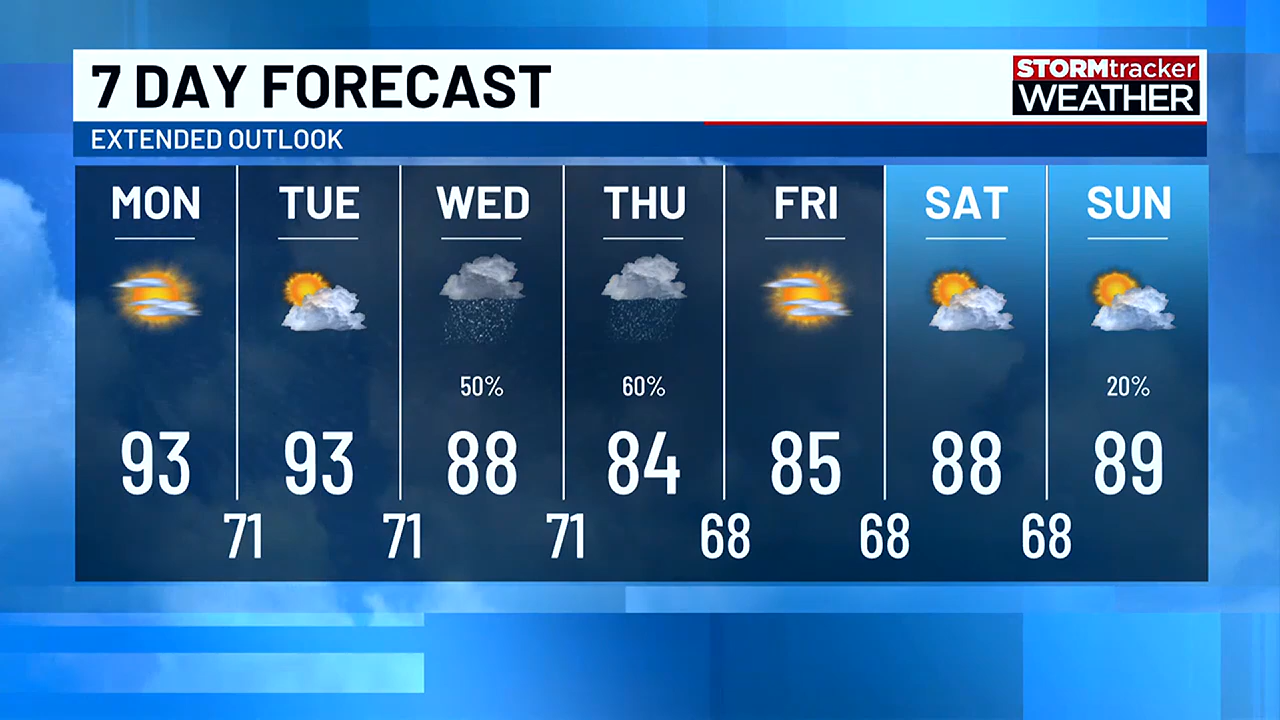 7 DAY FORECAST
STORMtracker
WEATHER
EXTENDED OUTLOOK
MON TUE WED THU FRI SAT SUN
50% 60% 20%
93 93 88 84 85 88 89
71 71 71 68 68 68